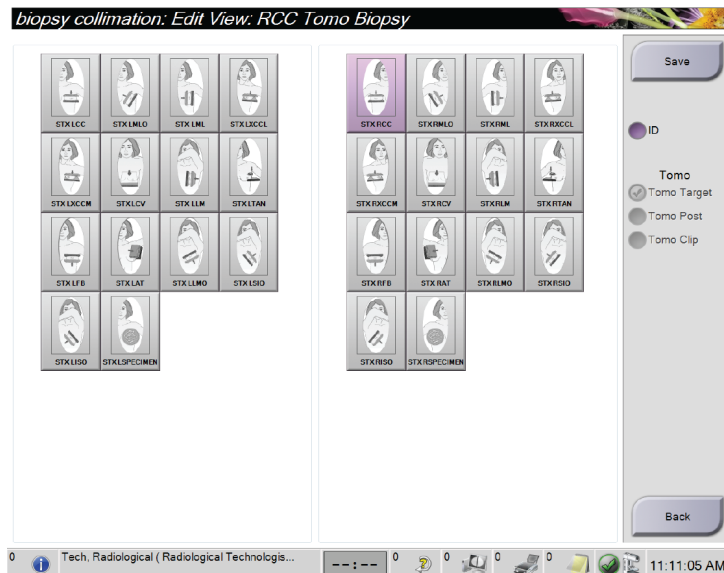 biopsy collimation: Edit View: RCC Tomo Biopsy
STX LCC STX LMLO STX LML STX LXCCL
STX LXCCM STX LCV STX LLM STX LTAN
STX LFB STX LAT STX LLMO STX LSIO
STX LISO STX LSPECIMEN
STX RCC STX RMLO STX RML STX RXCCL
STX RXCCM STX RCV STX RLM STX RTAN
STX RFB STX RAT STX RLMO STX RSIO
STX RISO STX RSPECIMEN
Save
ID
Tomo
Tomo Target
Tomo Post
Tomo Clip
Back
0 Tech, Radiological ( Radiological Technologis... --:-- 0 0 0 0 11:11:05 AM